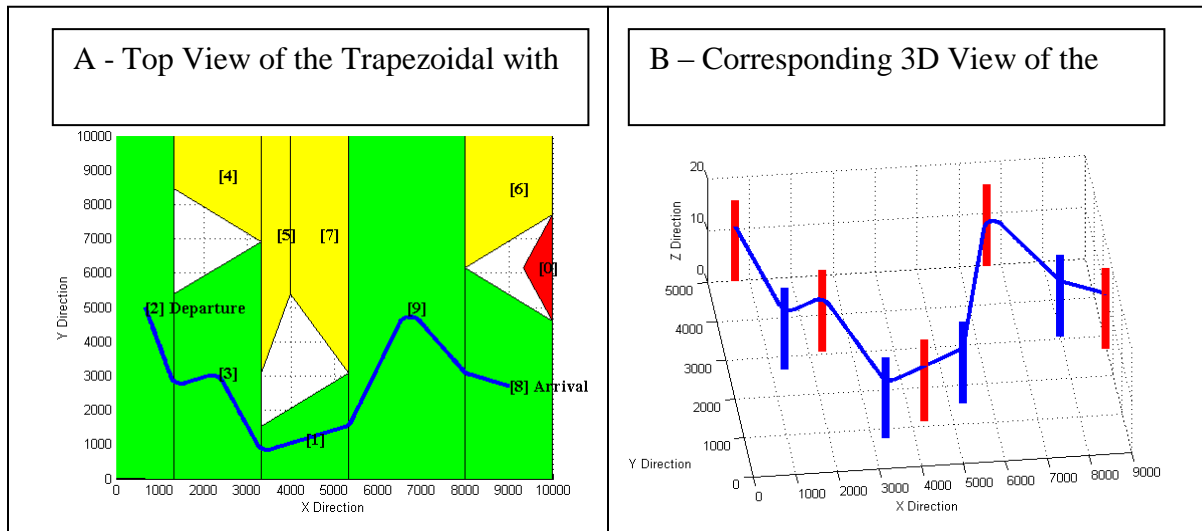 A - Top View of the Trapezoidal with
10000
9000
8000
7000
6000
5000
4000
3000
2000
1000
0
Y Direction
[4]
[5]
[7]
[6]
[0]
[2] Departure
[9]
[3]
[8] Arrival
[1]
0 1000 2000 3000 4000 5000 6000 7000 8000 9000 10000
X Direction
B – Corresponding 3D View of the
20
10
0
Z Direction
5000
4000
3000
2000
1000
0
Y Direction
0 1000 2000 3000 4000 5000 6000 7000 8000 9000
X Direction